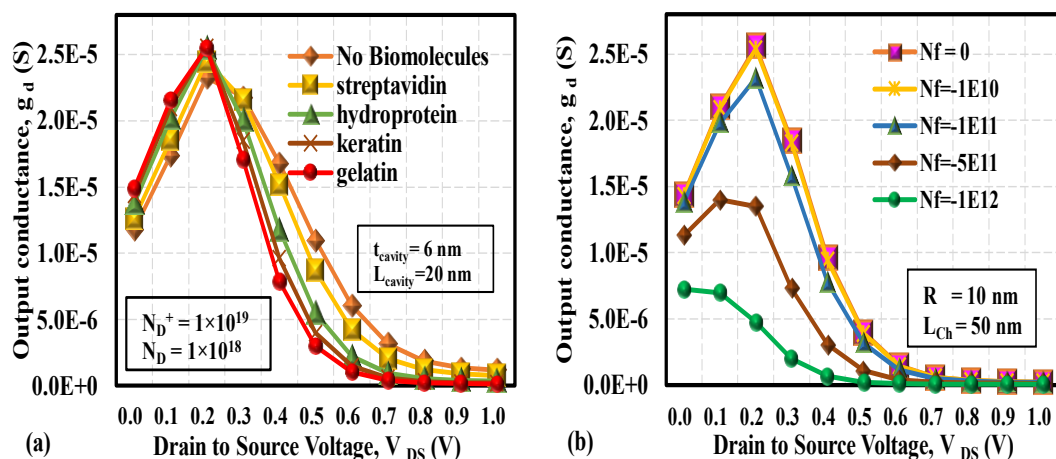 (a)
Output conductance, g d (S)
2.5E-5
2.0E-5
1.5E-5
1.0E-5
5.0E-6
0.0E+0
No Biomolecules
streptavidin
hydroprotein
keratin
gelatin
tcavity= 6 nm
Lcavity=20 nm
ND+ = 1×10^19
ND = 1×10^18
0.0 0.1 0.2 0.3 0.4 0.5 0.6 0.7 0.8 0.9 1.0
Drain to Source Voltage, V DS (V)
(b)
Output conductance, g d (S)
2.5E-5
2.0E-5
1.5E-5
1.0E-5
5.0E-6
0.0E+0
Nf = 0
Nf=-1E10
Nf=-1E11
Nf=-5E11
Nf=-1E12
R = 10 nm
LCh = 50 nm
0.0 0.1 0.2 0.3 0.4 0.5 0.6 0.7 0.8 0.9 1.0
Drain to Source Voltage, V DS (V)